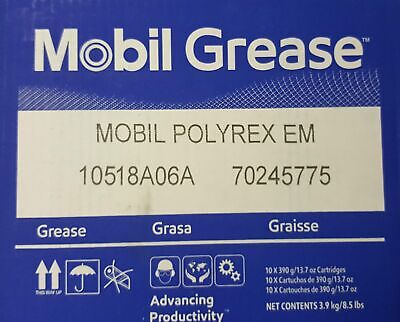 Mobil Grease™
MOBIL POLYREX EM
10518A06A 70245775
Grease Grasa Graisse
THIS WAY UP
10 X 390 g/13.7 oz Cartridges
10 X Cartuchos de 390 g/13.7 oz
10 X Cartouches de 390 g/13.7 oz
Advancing
Productivity™
NET CONTENTS 3.9 kg/8.5 lbs